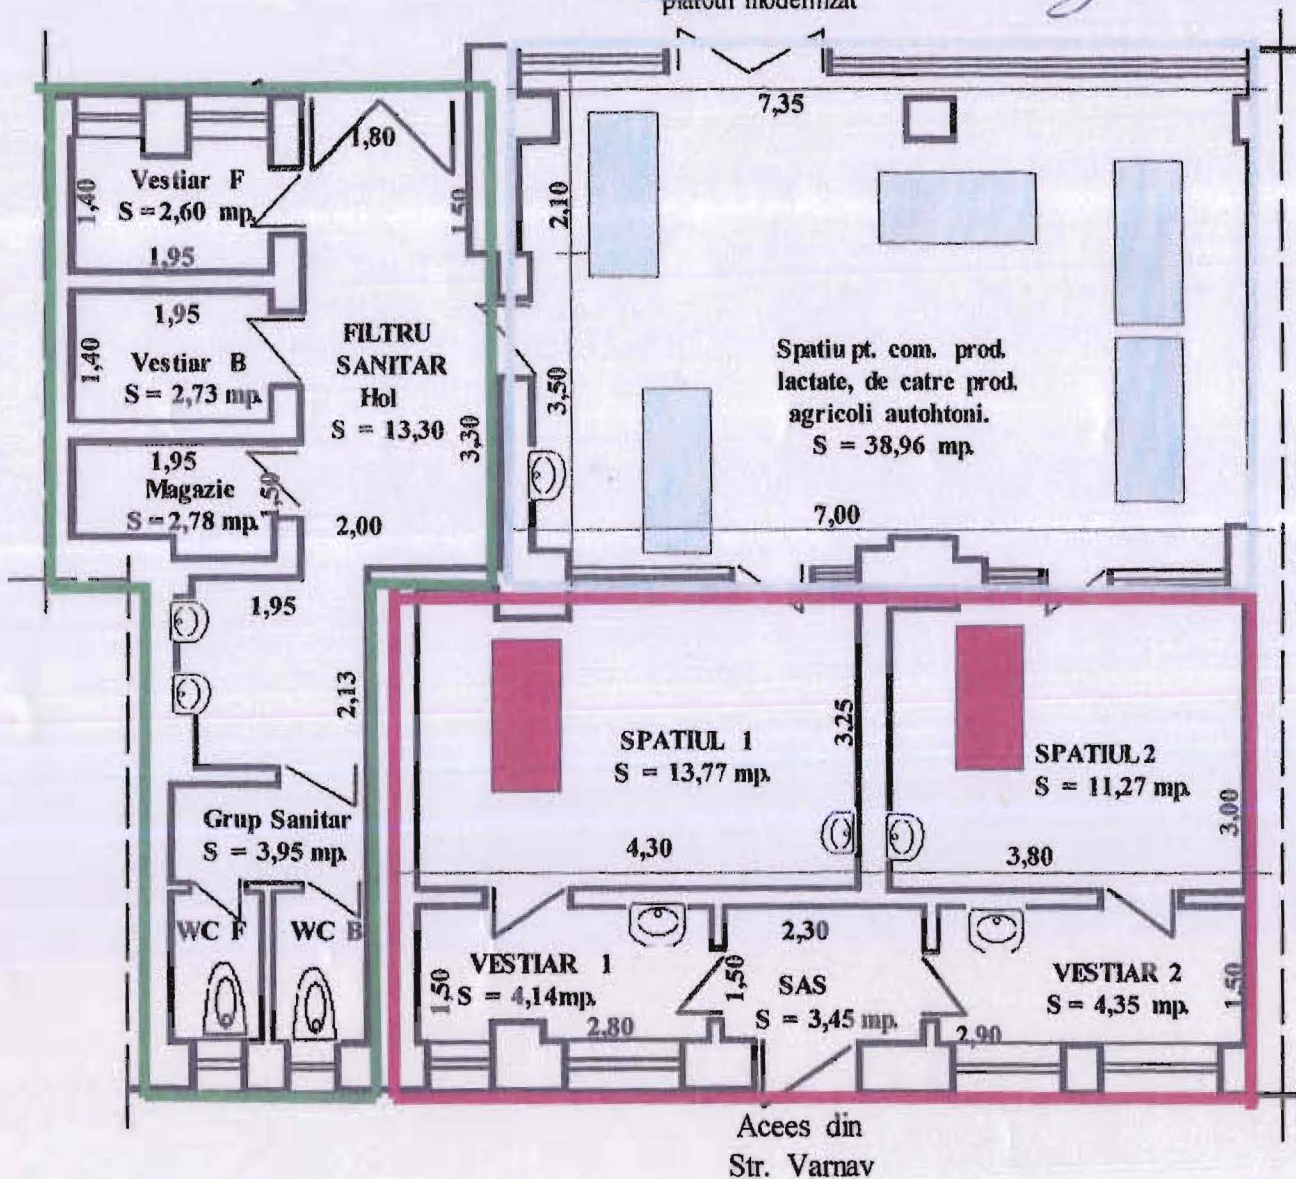 platoul modernizat
7,35
1,80
Vestiar F
S = 2,60 mp.
1,40
1,95
1,50
2,10
1,95
1,40
Vestiar B
S = 2,73 mp.
FILTRU
SANITAR
Hol
S = 13,30
3,30
3,50
Spatiu pt. com. prod.
lactate, de catre prod.
agricoli autohtoni.
S = 38,96 mp.
1,95
Magazie
1,50
S = 2,78 mp.
2,00
7,00
1,95
2,13
SPATIUL 1
S = 13,77 mp.
3,25
4,30
SPATIUL 2
S = 11,27 mp.
3,00
3,80
Grup Sanitar
S = 3,95 mp.
WC F
WC B
VESTIAR 1
S = 4,14mp.
1,50
2,80
2,30
1,50
SAS
S = 3,45 mp.
VESTIAR 2
S = 4,35 mp.
1,50
2,90
Acees din
Str. Varnav